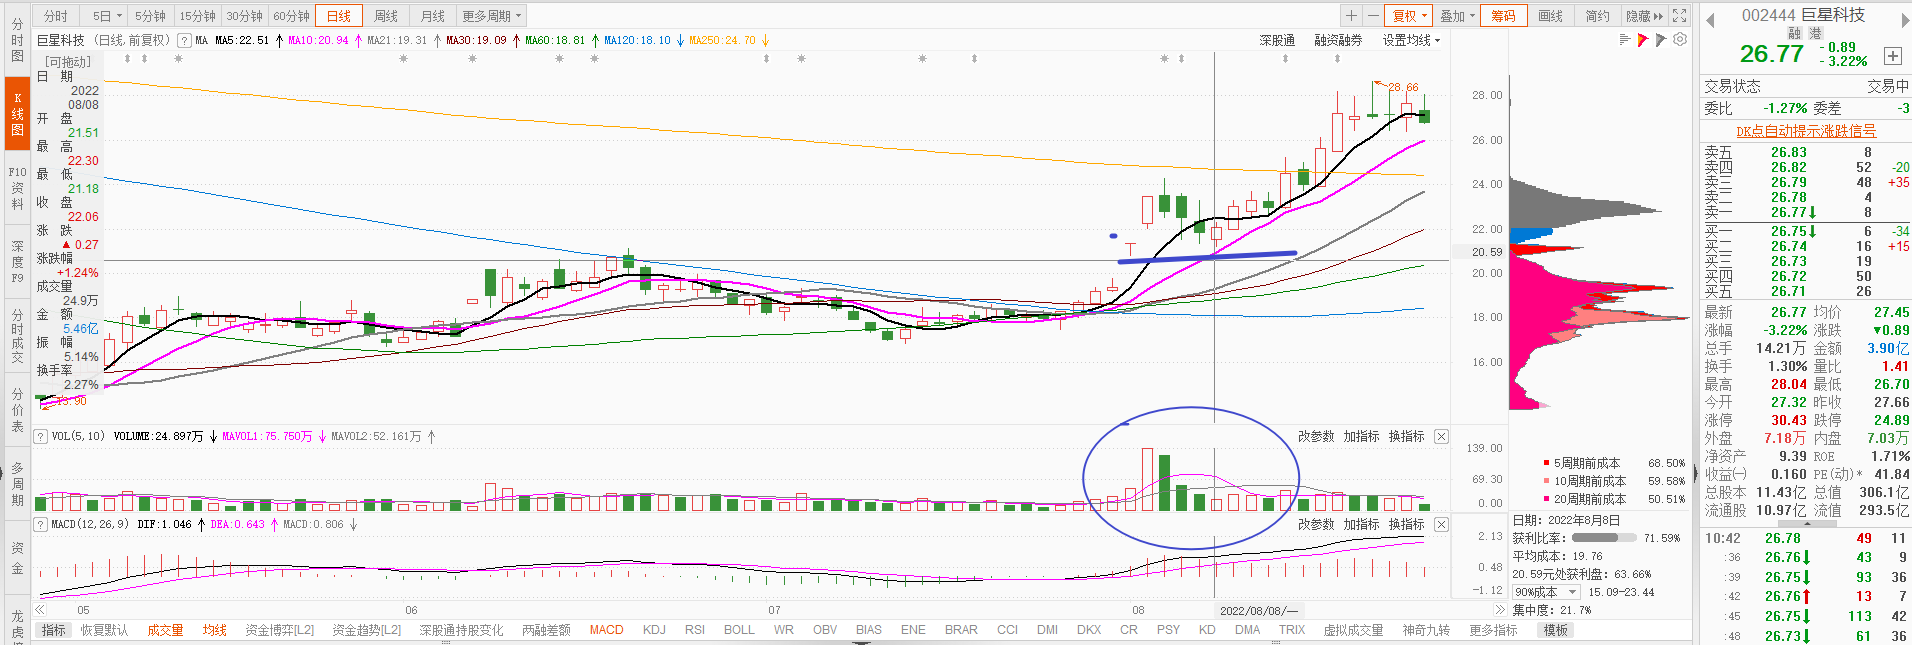 分时 5日 5分钟 15分钟 30分钟 60分钟 日线 周线 月线 更多周期 复权 叠加 筹码 画线 简约 隐藏
巨星科技 (日线,前复权) ? MA MA5:22.51 MA10:20.94 MA21:19.31 MA30:19.09 MA60:18.81 MA120:18.10 MA250:24.70 深股通 融资融券 设置均线
分时图
K线图
F10资料
深度F9
分时成交
分价表
多周期
资金
龙虎
[可拖动]
日 期
2022
08/08
开 盘
21.51
最 高
22.30
最 低
21.18
收 盘
22.06
涨 跌
▲ 0.27
涨跌幅
+1.24%
成交量
24.9万
金 额
5.46亿
振 幅
5.14%
换手率
2.27%
13.90
28.66
28.00
26.00
24.00
22.00
20.59
20.00
18.00
16.00
? VOL(5,10) VOLUME:24.897万 MAVOL1:75.750万 MAVOL2:52.161万 改参数 加指标 换指标
139.00
69.30
0.00
? MACD(12,26,9) DIF:1.046 DEA:0.643 MACD:0.806 改参数 加指标 换指标
2.13
0.48
-1.12
05 06 07 08 2022/08/08/一
指标 恢复默认 成交量 均线 资金博弈[L2] 资金趋势[L2] 深股通持股变化 两融差额 MACD KDJ RSI BOLL WR OBV BIAS ENE BRAR CCI DMI DKX CR PSY KD DMA TRIX 虚拟成交量 神奇九转 更多指标 模板
5周期前成本 68.50%
10周期前成本 59.58%
20周期前成本 50.51%
日期: 2022年8月8日
获利比率: 71.59%
平均成本: 19.76
20.59元处获利盘: 63.66%
90%成本 15.09-23.44
集中度: 21.7%
002444 巨星科技
融 港
26.77 -0.89
-3.22%
交易状态 交易中
委比 -1.27% 委差 -3
DK点自动提示涨跌信号
卖五 26.83 8
卖四 26.82 52 -20
卖三 26.79 48 +35
卖二 26.78 4
卖一 26.77 8
买一 26.75 6 -34
买二 26.74 16 +15
买三 26.73 19
买四 26.72 50
买五 26.71 26
最新 26.77 均价 27.45
涨幅 -3.22% 涨跌 ▼0.89
总手 14.21万 金额 3.90亿
换手 1.30% 量比 1.41
最高 28.04 最低 26.70
今开 27.32 昨收 27.66
涨停 30.43 跌停 24.89
外盘 7.18万 内盘 7.03万
净资产 9.39 ROE 1.71%
收益㈠ 0.160 PE(动)* 41.84
总股本 11.43亿 总值 306.1亿
流通股 10.97亿 流值 293.5亿
10:42 26.78 49 11
:36 26.76 43 9
:39 26.75 93 36
:42 26.76 13 7
:45 26.75 113 42
:48 26.73 61 36